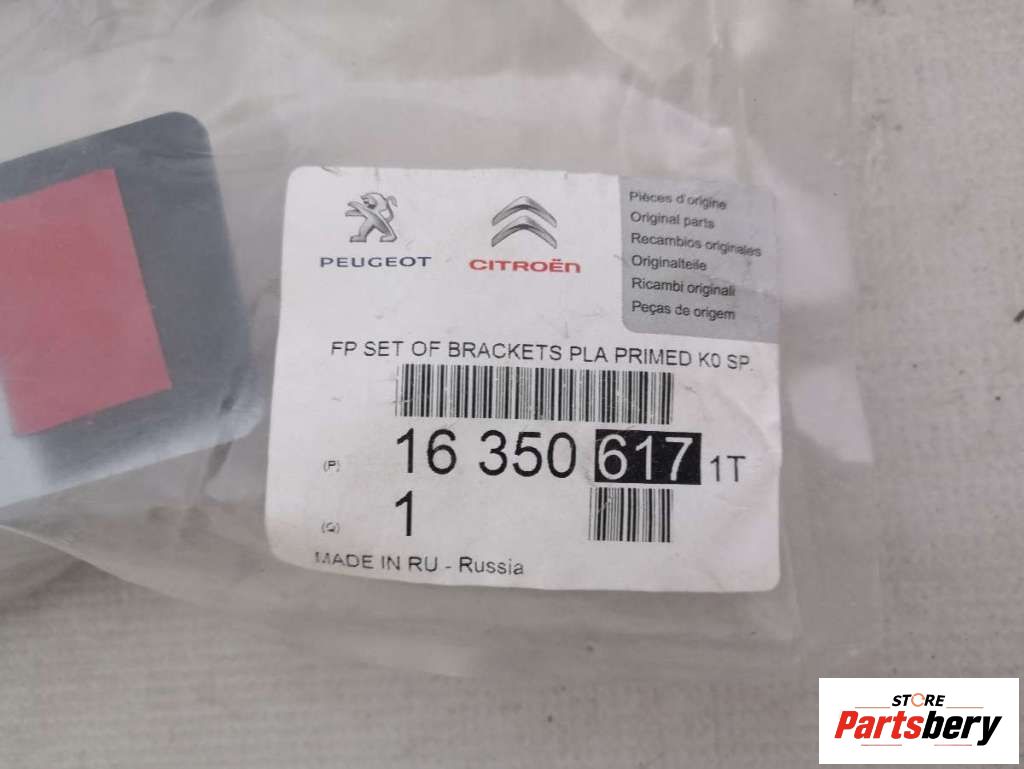 PEUGEOT
CITROËN
Pièces d'origine
Original parts
Recambios originales
Originalteile
Ricambi originali
Peças de origem
FP SET OF BRACKETS PLA PRIMED K0 SP.
(P) 16 350 617 1T
(Q) 1
MADE IN RU - Russia
STORE
Partsbery